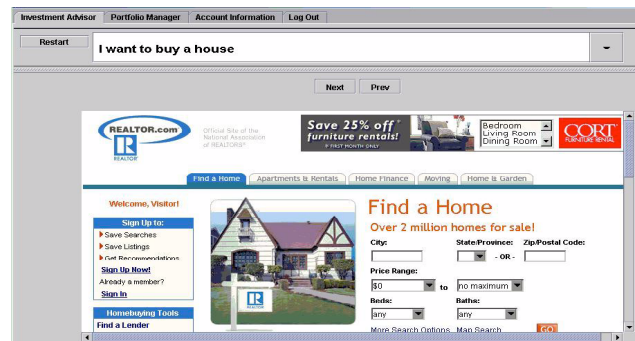 Investment Advisor Portfolio Manager Account Information Log Out
Restart
I want to buy a house
Next Prev
REALTOR.com
REALTOR
Official Site of the
National Association
of REALTORS®
Save 25% off*
furniture rentals!
Bedroom
Living Room
Dining Room
CORT
FURNITURE RENTAL
Find a Home Apartments & Rentals Home Finance Moving Home & Garden
Welcome, Visitor!
Sign Up to:
Save Searches
Save Listings
Get Recommendations
Sign Up Now!
Already a member?
Sign In
Homebuying Tools
Find a Lender
REALTOR
Find a Home
Over 2 million homes for sale!
City: State/Province: Zip/Postal Code:
- OR -
Price Range:
$0 to no maximum
Beds: Baths:
any any
More Search Options Map Search GO